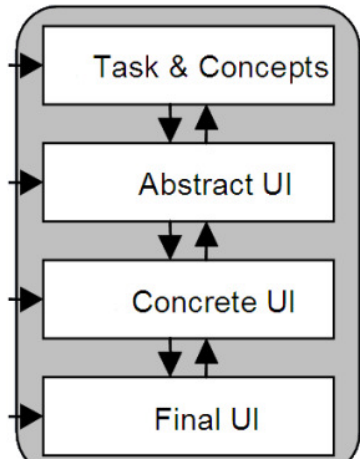 Task & Concepts
Abstract UI
Concrete UI
Final UI